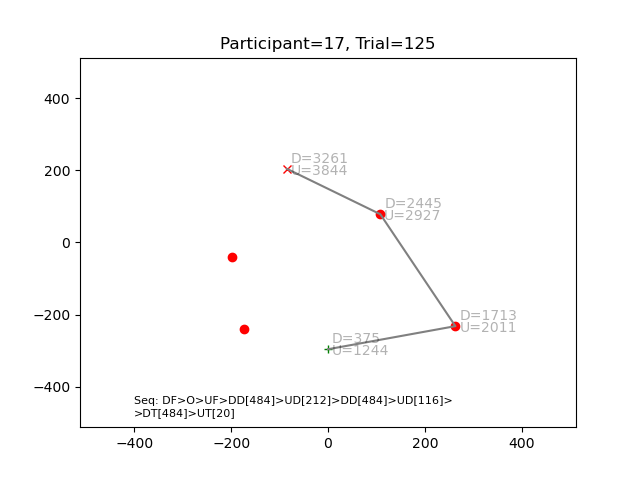 Participant=17, Trial=125
D=3261
U=3844
D=2445
U=2927
D=1713
U=2011
D=375
U=1244
Seq: DF>O>UF>DD[484]>UD[212]>DD[484]>UD[116]>
>DT[484]>UT[20]
400
200
0
−200
−400
−400
−200
0
200
400